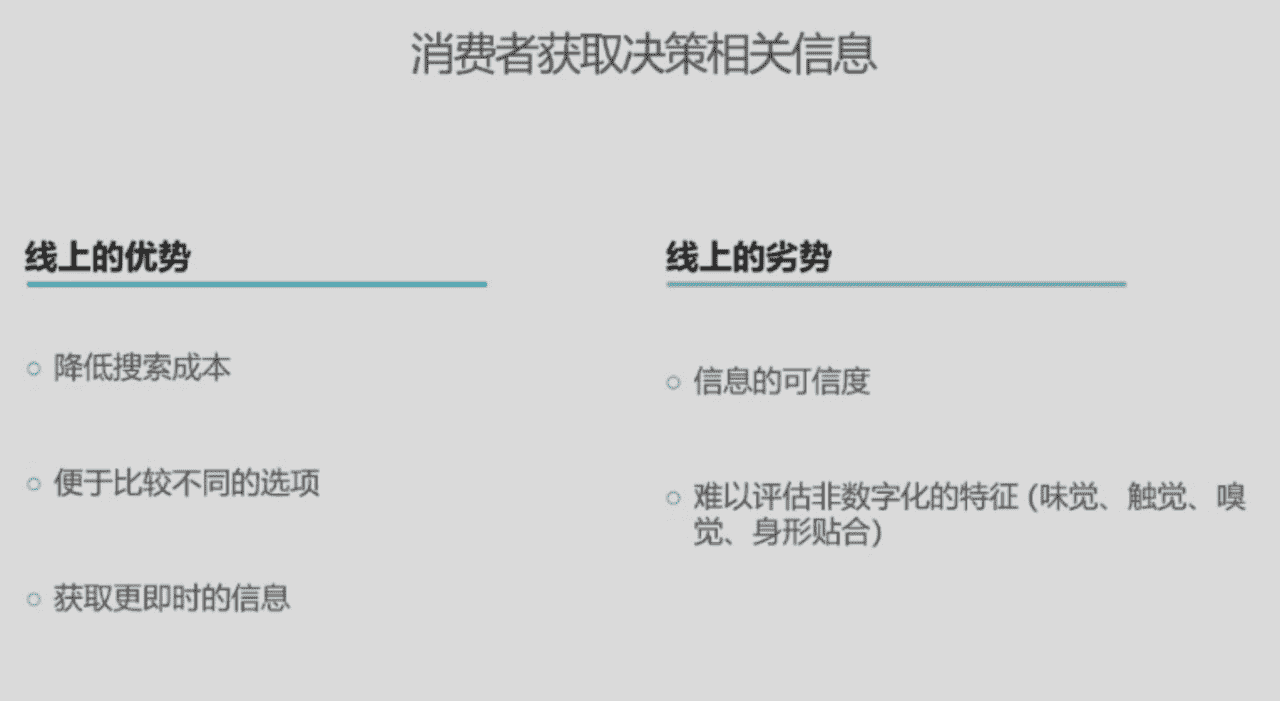 消费者获取决策相关信息
线上的优势
降低搜索成本
便于比较不同的选项
获取更即时的信息
线上的劣势
信息的可信度
难以评估非数字化的特征 (味觉、触觉、嗅
觉、身形贴合)